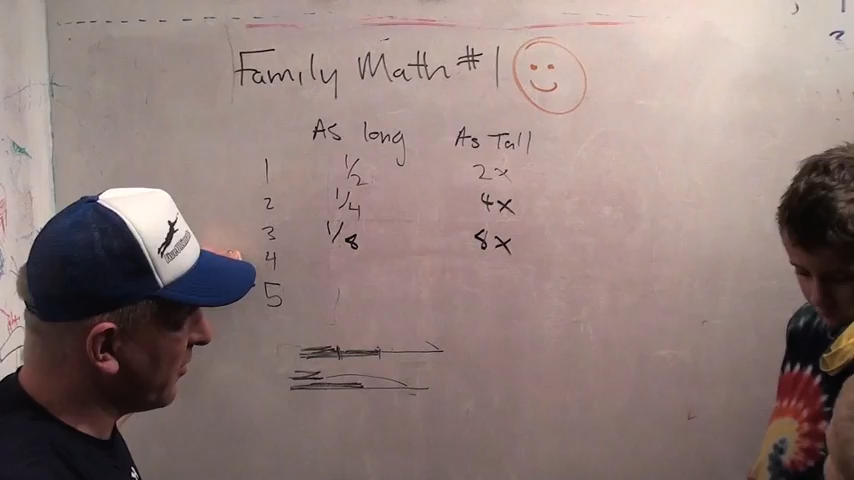 Family Math #1
As long As Tall
1 1/2 2x
2 1/4 4x
3 1/8 8x
4
5